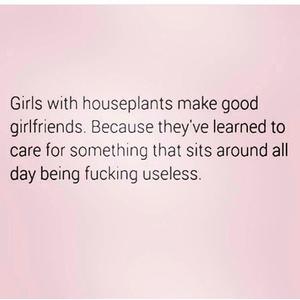 Girls with houseplants make good
girlfriends. Because they've learned to
care for something that sits around all
day being fucking useless.